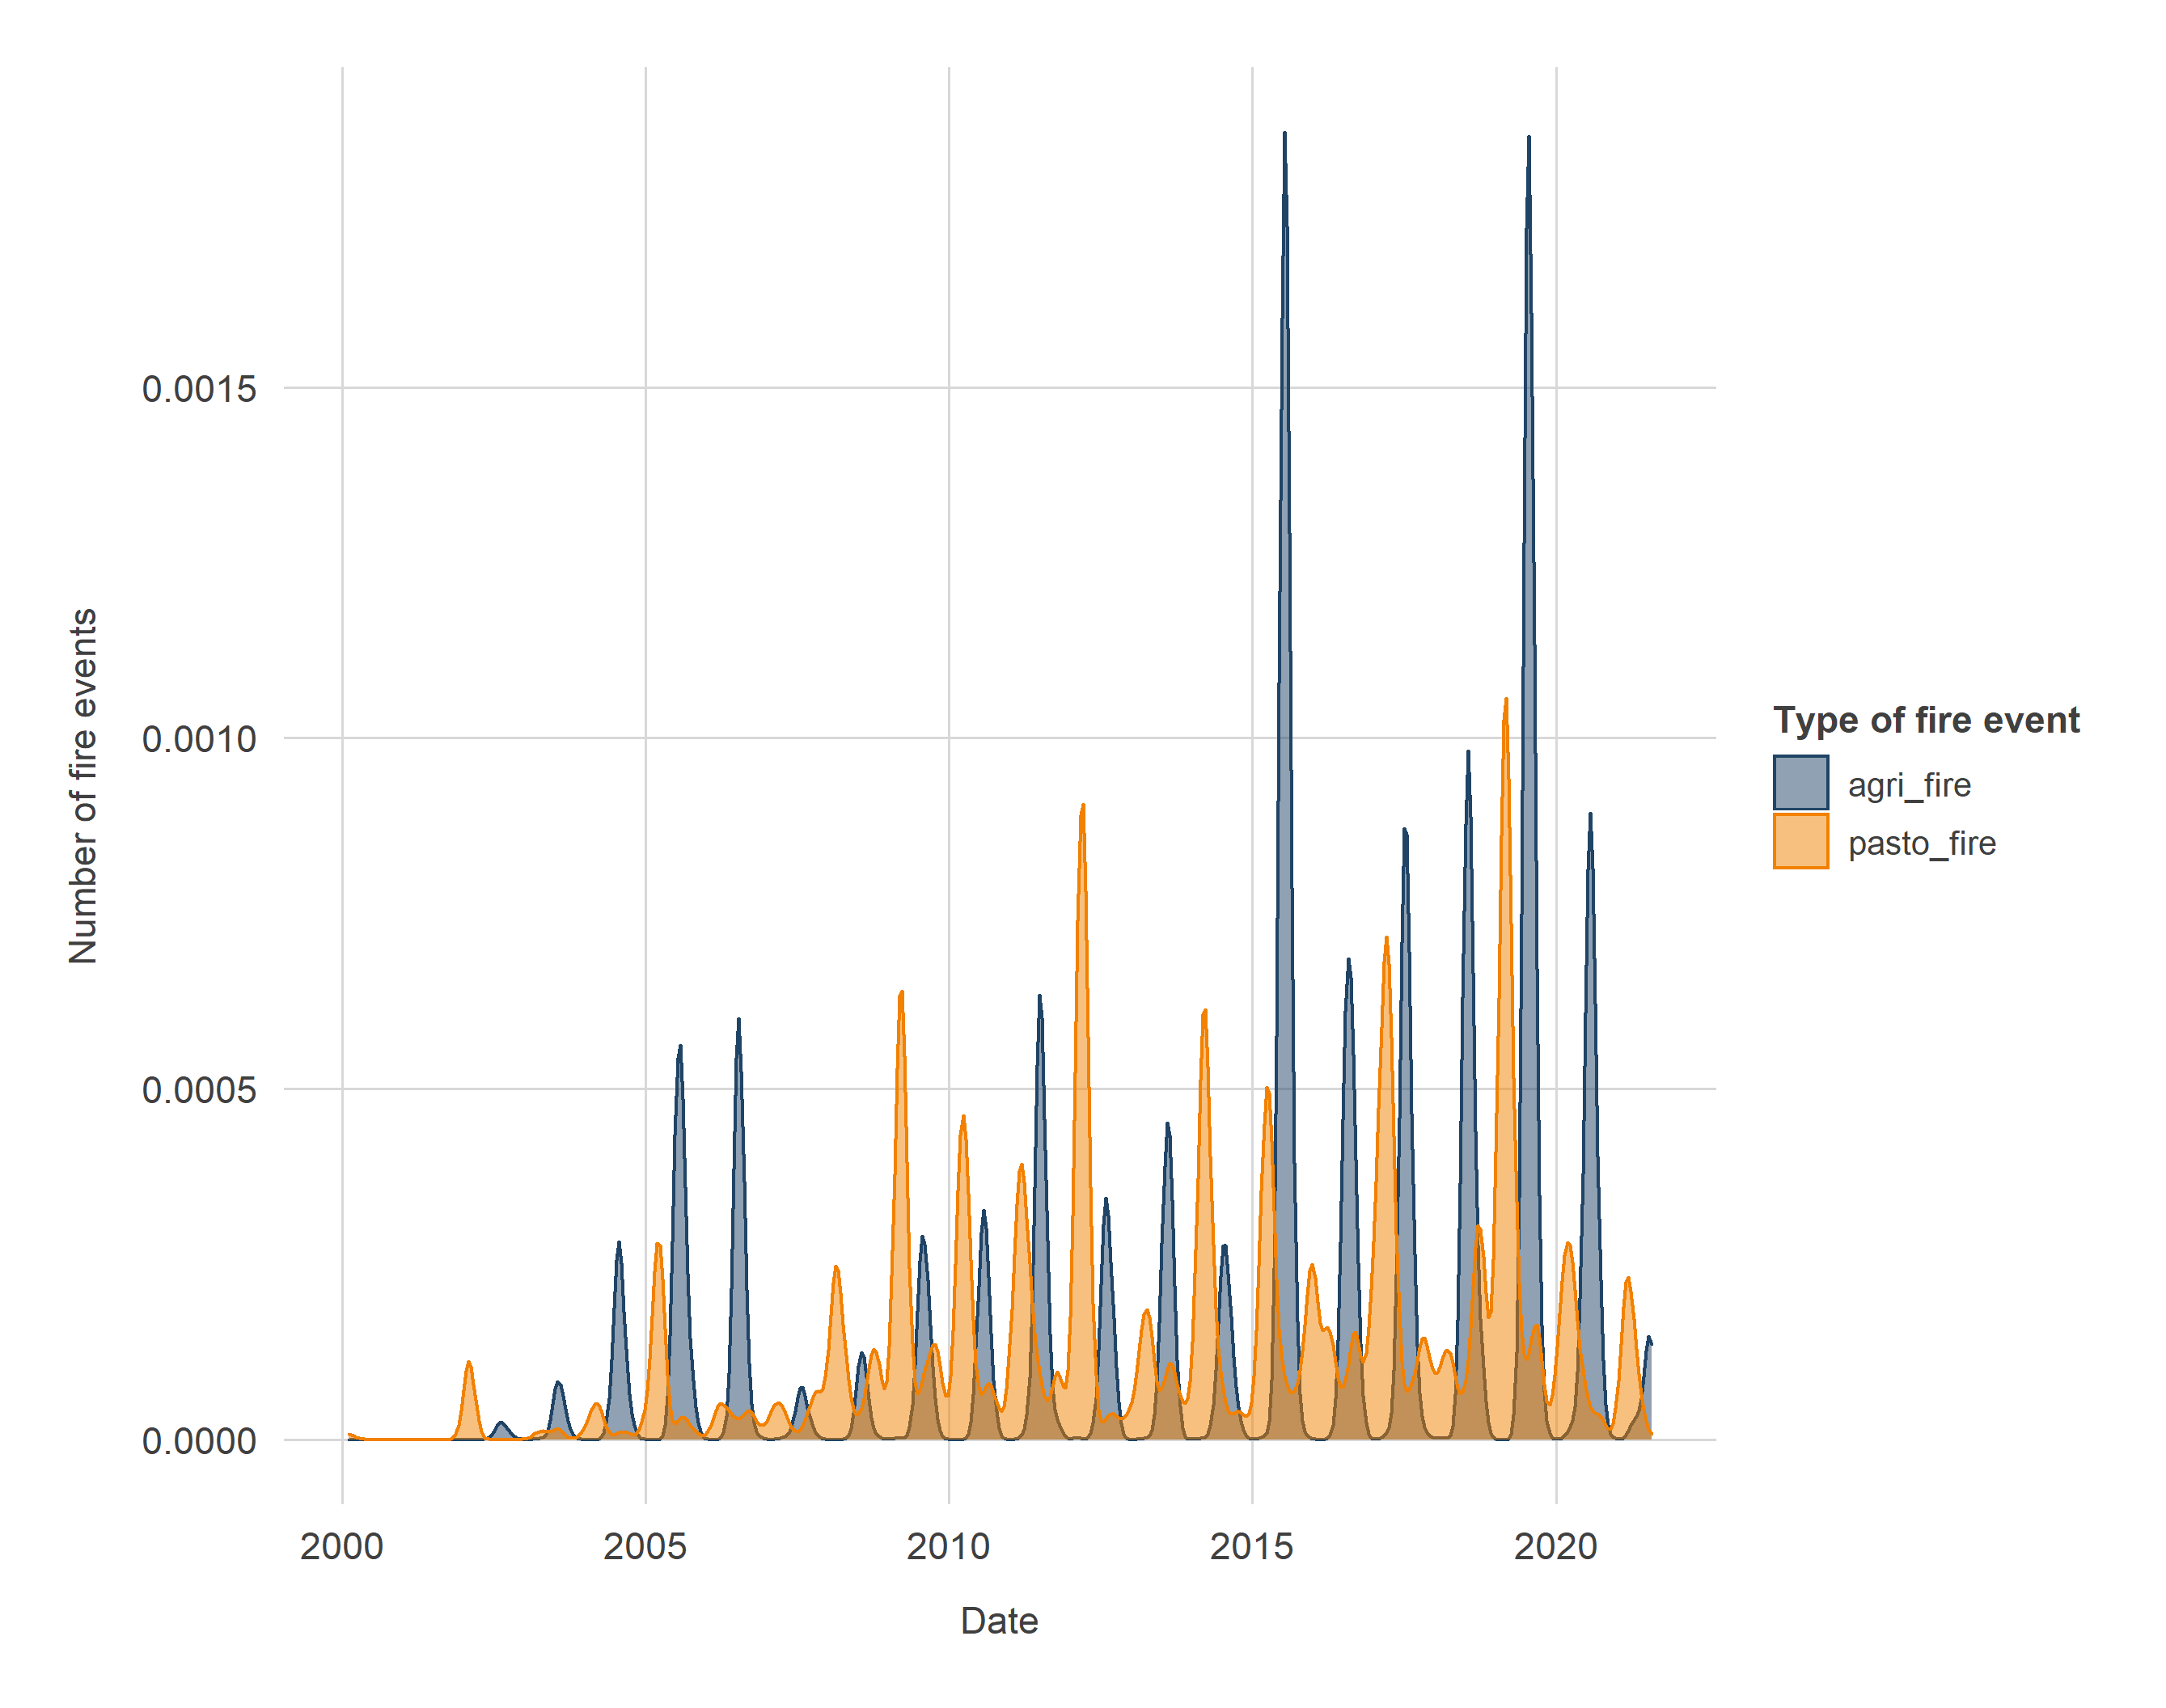 0.0015
0.0010
0.0005
0.0000
Number of fire events
2000
2005
2010
2015
2020
Date
Type of fire event
agri_fire
pasto_fire